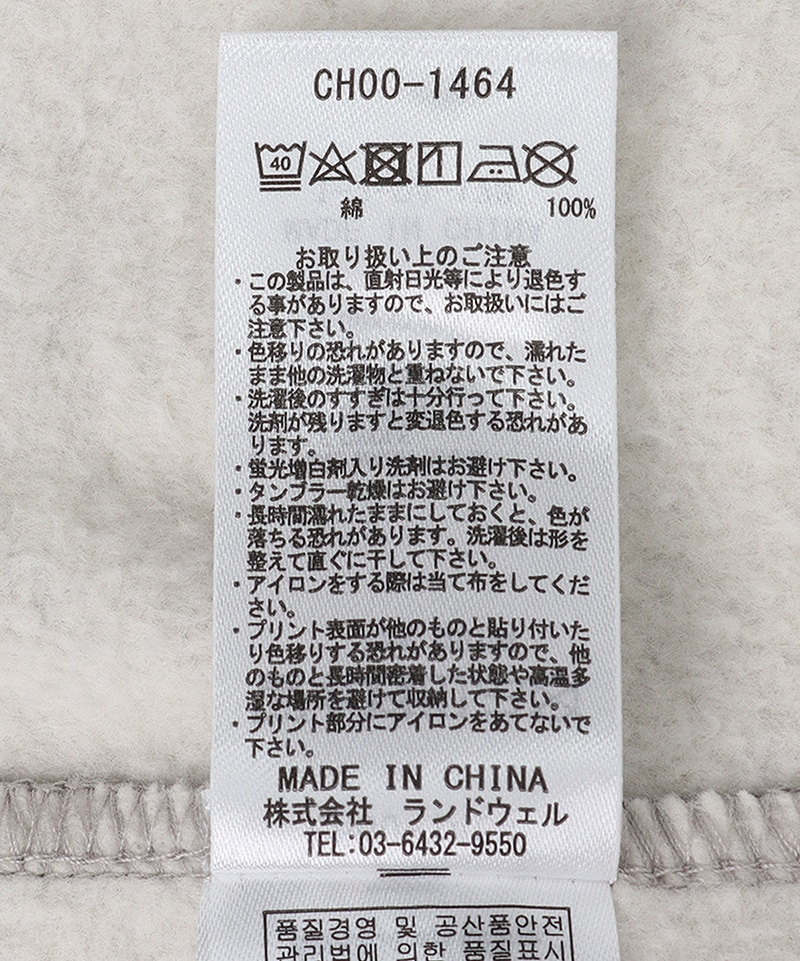 CH00-1464
40
綿 100%
お取り扱い上のご注意
・この製品は、直射日光等により退色す
る事がありますので、お取扱いにはご
注意下さい。
・色移りの恐れがありますので、濡れた
まま他の洗濯物と重ねないで下さい。
・洗濯後のすすぎは十分行って下さい。
洗剤が残りますと変退色する恐れがあ
ります。
・蛍光増白剤入り洗剤はお避け下さい。
・タンブラー乾燥はお避け下さい。
・長時間濡れたままにしておくと、色が
落ちる恐れがあります。洗濯後は形を
整えて直ぐに干して下さい。
・アイロンをする際は当て布をしてくだ
さい。
・プリント表面が他のものと貼り付いた
り色移りする恐れがありますので、他
のものと長時間密着した状態や高温多
湿な場所を避けて収納して下さい。
・プリント部分にアイロンをあてないで
下さい。
MADE IN CHINA
株式会社 ランドウェル
TEL:03-6432-9550
품질경영 및 공산품안전
관리법에 의한 품질표시